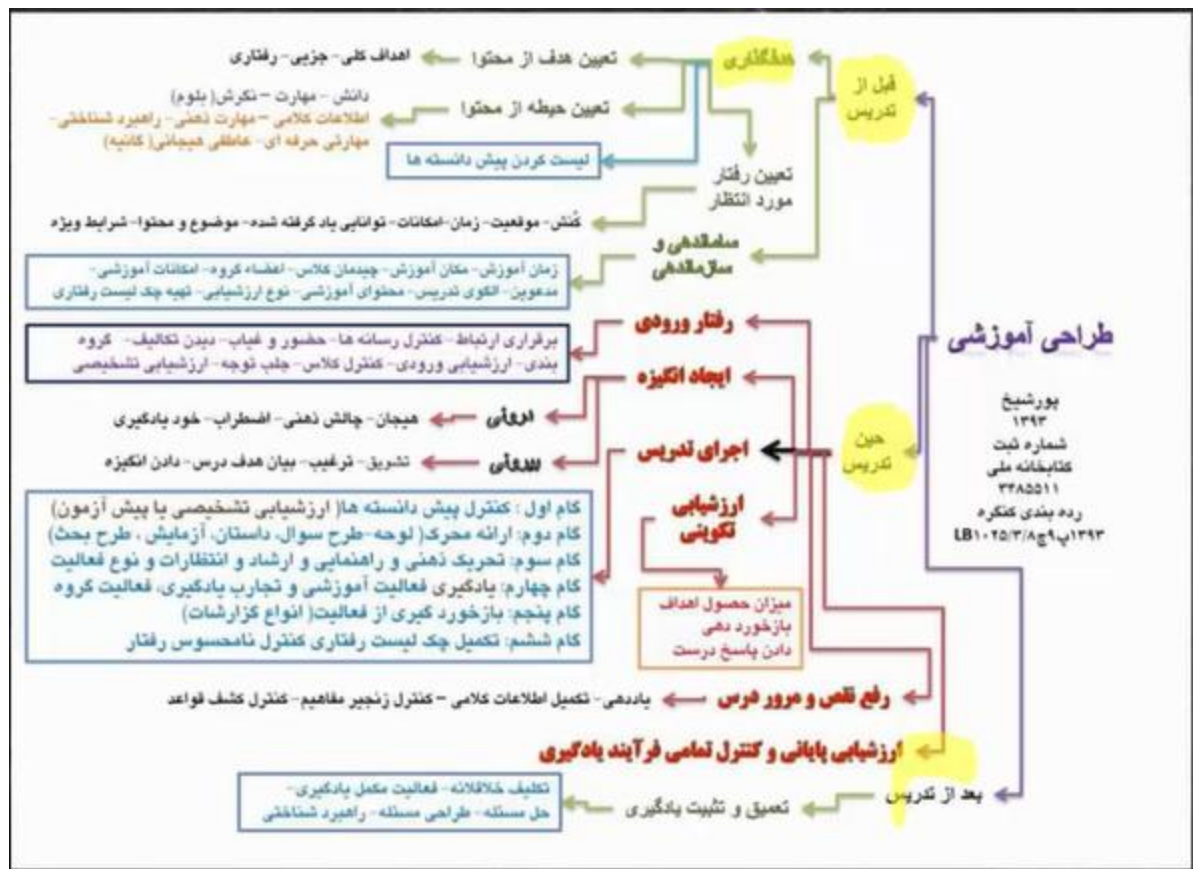 طراحی آموزشی
پورشیخ
۱۳۹۳
شماره ثبت
کتابخانه ملی
۳۴۸۵۵۱۱
رده بندی کنگره
LB۱۰۲۵/۳/۸پ۹ج۱۳۹۳
قبل از
تدریس
هدفگذاری
تعیین هدف از محتوا
اهداف کلی- جزیی- رفتاری
تعیین حیطه از محتوا
دانش - مهارت – نگرش( بلوم)
اطلاعات کلامی – مهارت ذهنی- راهبرد شناختی-
مهارتی حرفه ای- عاطفی هیجانی( گانیه)
لیست کردن پیش دانسته ها
تعیین رفتار
مورد انتظار
کُنش- موقعیت- زمان-امکانات- توانایی یاد گرفته شده- موضوع و محتوا- شرایط ویژه
ساماندهی و
سازماندهی
زمان آموزش- مکان آموزش- چیدمان کلاس- اعضاء گروه- امکانات آموزشی-
مدعوین- الگوی تدریس- محتوای آموزشی- نوع ارزشیابی- تهیه چک لیست رفتاری
حین
تدریس
رفتار ورودی
برقراری ارتباط- کنترل رسانه ها- حضور و غیاب- دیدن تکالیف- گروه
بندی- ارزشیابی ورودی- کنترل کلاس- جلب توجه- ارزشیابی تشخیصی
ایجاد انگیزه
درونی
هیجان- چالش ذهنی- اضطراب- خود یادگیری
بیرونی
تشویق- ترغیب- بیان هدف درس- دادن انگیزه
اجرای تدریس
گام اول : کنترل پیش دانسته ها( ارزشیابی تشخیصی یا پیش آزمون)
گام دوم: ارائه محرک( لوحه-طرح سوال، داستان، آزمایش ، طرح بحث)
گام سوم: تحریک ذهنی و راهنمایی و ارشاد و انتظارات و نوع فعالیت
گام چهارم: یادگیری فعالیت آموزشی و تجارب یادگیری، فعالیت گروه
گام پنجم: بازخورد گیری از فعالیت( انواع گزارشات)
گام ششم: تکمیل چک لیست رفتاری کنترل نامحسوس رفتار
ارزشیابی
تکوینی
میزان حصول اهداف
بازخورد دهی
دادن پاسخ درست
رفع نقص و مرور درس
یاددهی- تکمیل اطلاعات کلامی – کنترل زنجیر مفاهیم- کنترل کشف قواعد
ارزشیابی پایانی و کنترل تمامی فرآیند یادگیری
بعد از تدریس
تعمیق و تثبیت یادگیری
تکلیف خلاقلانه- فعالیت مکمل یادگیری-
حل مسئله- طراحی مسئله- راهبرد شناختی